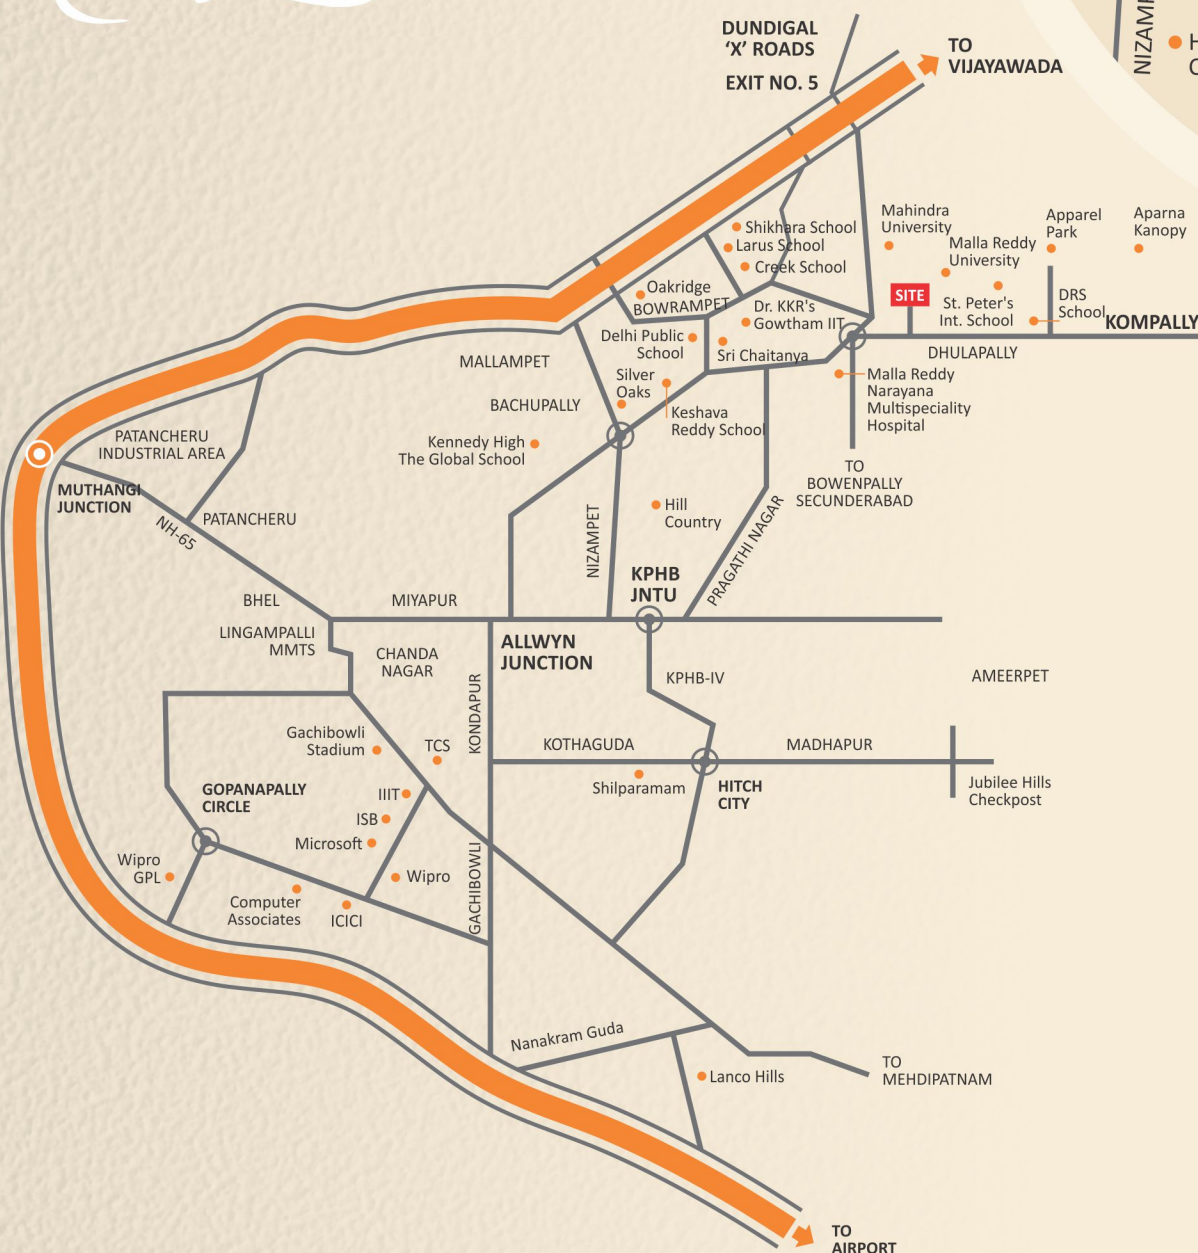 DUNDIGAL
‘X’ ROADS
EXIT NO. 5
TO
VIJAYAWADA
H
Shikhara School
Larus School
Creek School
Oakridge
BOWRAMPET
Dr. KKR's
Gowtham IIT
Delhi Public
School
Sri Chaitanya
Silver
Oaks
Keshava
Reddy School
Mahindra
University
Malla Reddy
University
Apparel
Park
Aparna
Kanopy
SITE
St. Peter's
Int. School
DRS
School
KOMPALLY
DHULAPALLY
Malla Reddy
Narayana
Multispeciality
Hospital
TO
BOWENPALLY
SECUNDERABAD
MALLAMPET
BACHUPALLY
Kennedy High
The Global School
PATANCHERU
INDUSTRIAL AREA
MUTHANGI
JUNCTION
NH-65
PATANCHERU
NIZAMPET
Hill
Country
PRAGATHI NAGAR
KPHB
JNTU
BHEL
MIYAPUR
LINGAMPALLI
MMTS
CHANDA
NAGAR
ALLWYN
JUNCTION
KPHB-IV
AMEERPET
KONDAPUR
Gachibowli
Stadium
TCS
KOTHAGUDA
MADHAPUR
Shilparamam
HITCH
CITY
Jubilee Hills
Checkpost
GOPANAPALLY
CIRCLE
IIIT
ISB
Microsoft
Wipro
GPL
Wipro
GACHIBOWLI
Computer
Associates
ICICI
Nanakram Guda
Lanco Hills
TO
MEHDIPATNAM
TO
AIRPORT